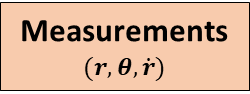 Measurements
(r, θ, ṙ)